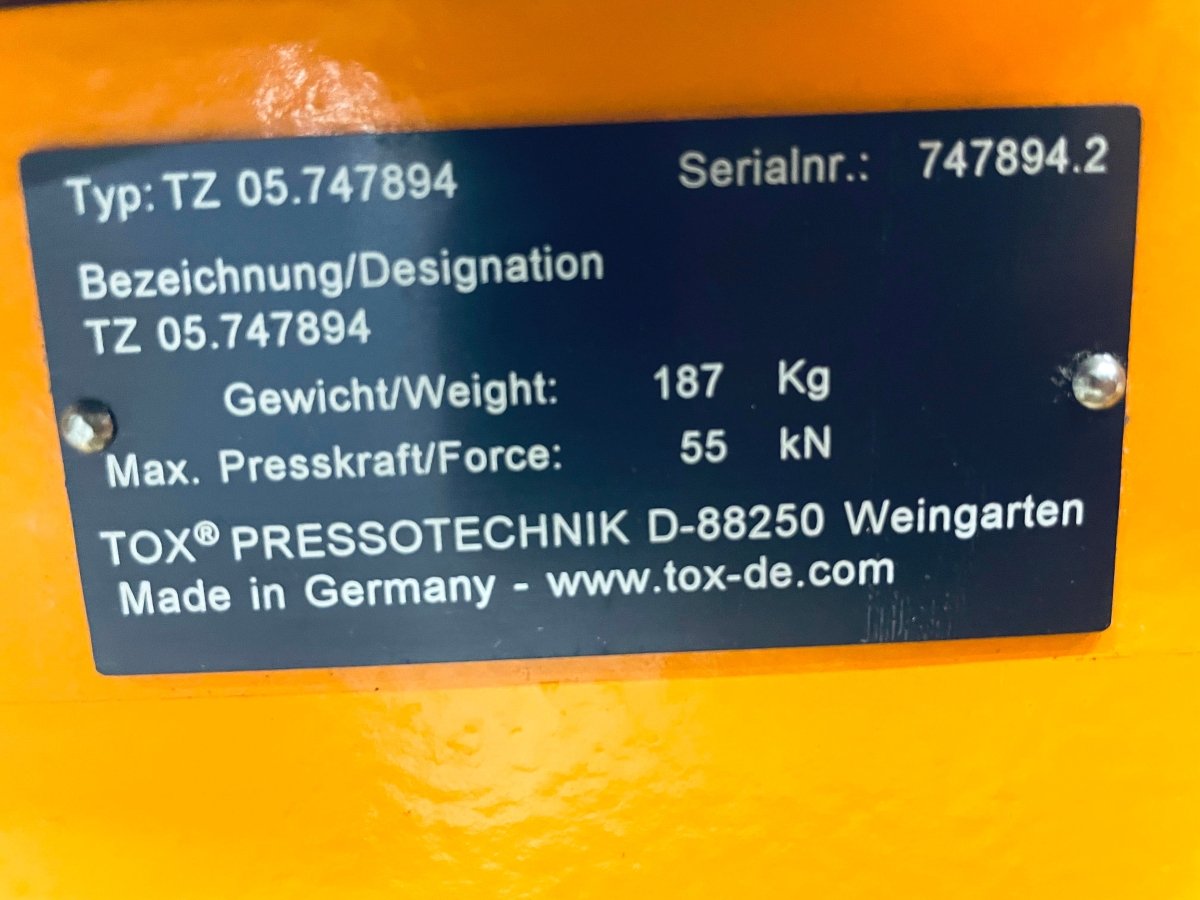 Typ: TZ 05.747894 Serialnr.: 747894.2
Bezeichnung/Designation
TZ 05.747894
Gewicht/Weight: 187 Kg
Max. Presskraft/Force: 55 kN
TOX® PRESSOTECHNIK D-88250 Weingarten
Made in Germany - www.tox-de.com